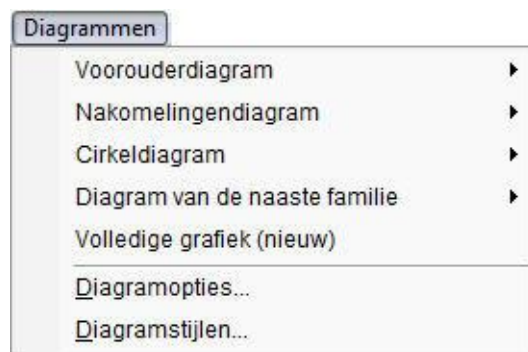 Diagrammen
Voorouderdiagram
Nakomelingendiagram
Cirkeldiagram
Diagram van de naaste familie
Volledige grafiek (nieuw)
Diagramopties...
Diagramstijlen...